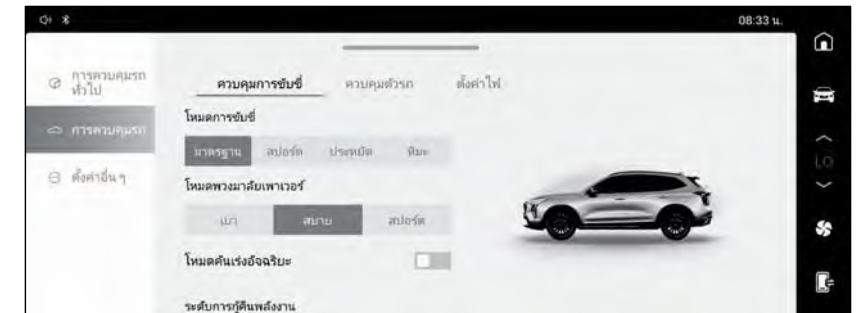 08:33 น.
การควบคุมรถ
ทั่วไป
การควบคุมรถ
ตั้งค่าอื่น ๆ
ควบคุมการขับขี่ ควบคุมตัวรถ ตั้งค่าไฟ
โหมดการขับขี่
มาตรฐาน สปอร์ต ประหยัด หิมะ
โหมดพวงมาลัยเพาเวอร์
เบา สบาย สปอร์ต
โหมดคันเร่งอัจฉริยะ
ระดับการกู้คืนพลังงาน
LO